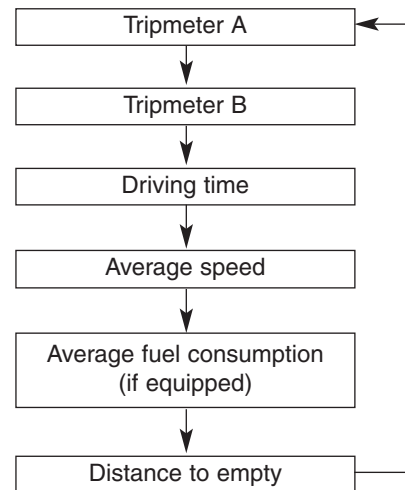 Tripmeter A
Tripmeter B
Driving time
Average speed
Average fuel consumption
(if equipped)
Distance to empty